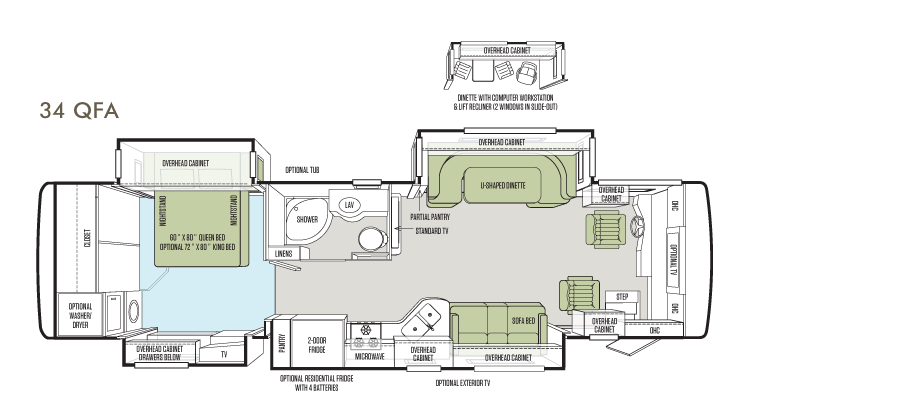 OVERHEAD CABINET
DINETTE WITH COMPUTER WORKSTATION
& LIFT RECLINER (2 WINDOWS IN SLIDE-OUT)
34 QFA
OVERHEAD CABINET
OPTIONAL TUB
OVERHEAD CABINET
U-SHAPED DINETTE
OVERHEAD
CABINET
NIGHTSTAND
NIGHTSTAND
LAV
SHOWER
PARTIAL PANTRY
STANDARD TV
OHC
CLOSET
60" X 80" QUEEN BED
OPTIONAL 72" X 80" KING BED
LINENS
OPTIONAL TV
OPTIONAL
WASHER/
DRYER
STEP
OHC
SOFA BED
OVERHEAD
CABINET
OHC
OVERHEAD CABINET
DRAWERS BELOW
TV
PANTRY
2-DOOR
FRIDGE
MICROWAVE
OVERHEAD
CABINET
OVERHEAD CABINET
OPTIONAL RESIDENTIAL FRIDGE
WITH 4 BATTERIES
OPTIONAL EXTERIOR TV